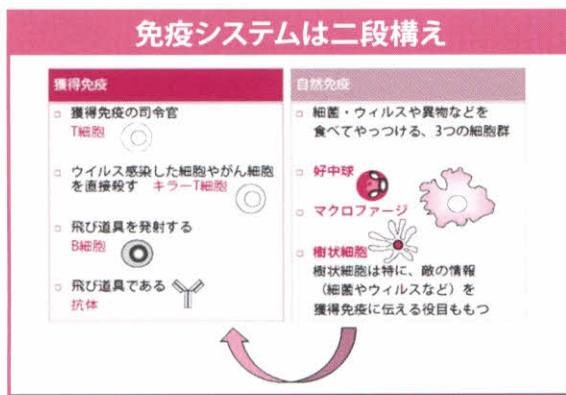 免疫システムは二段構え
獲得免疫
獲得免疫の司令官
T細胞
ウイルス感染した細胞やがん細胞
を直接殺す キラーT細胞
飛び道具を発射する
B細胞
飛び道具である
抗体
自然免疫
細菌・ウィルスや異物などを
食べてやっつける、3つの細胞群
好中球
マクロファージ
樹状細胞
樹状細胞は特に、敵の情報
（細菌やウィルスなど）を
獲得免疫に伝える役目ももつ